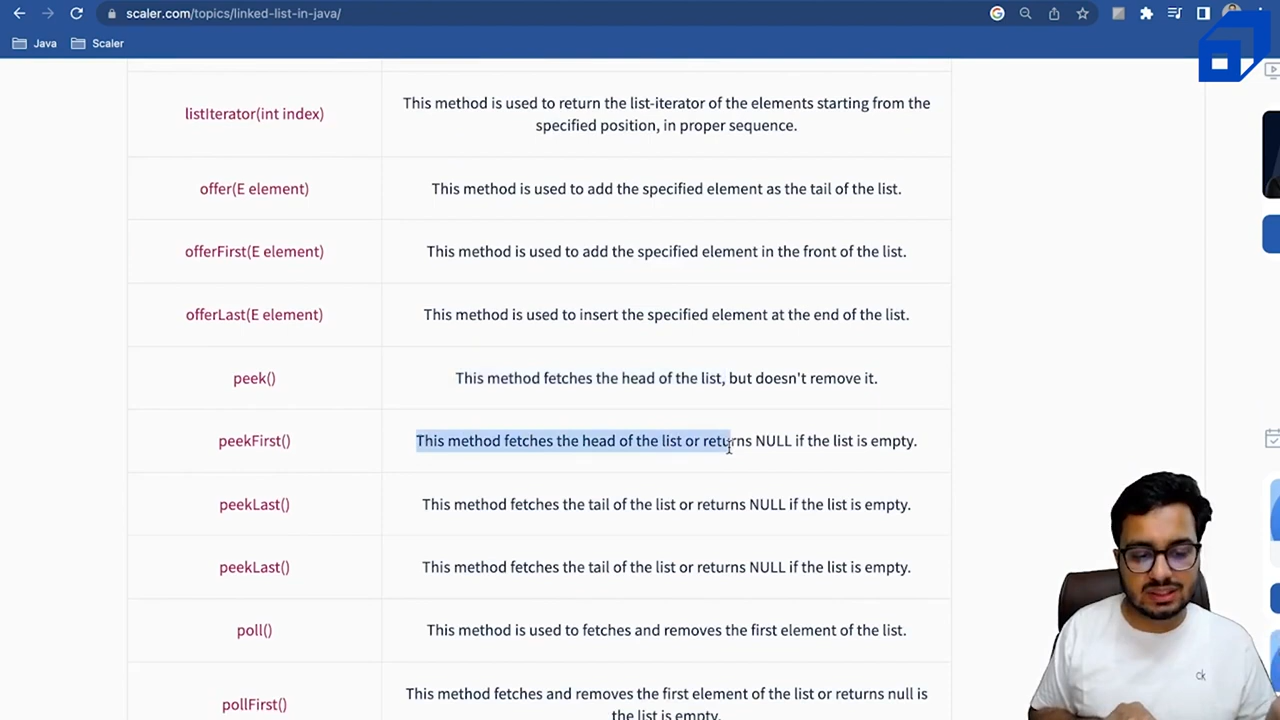 scaler.com/topics/linked-list-in-java/
Java
Scaler
listIterator(int index)
This method is used to return the list-iterator of the elements starting from the
specified position, in proper sequence.
offer(E element)
This method is used to add the specified element as the tail of the list.
offerFirst(E element)
This method is used to add the specified element in the front of the list.
offerLast(E element)
This method is used to insert the specified element at the end of the list.
peek()
This method fetches the head of the list, but doesn't remove it.
peekFirst()
This method fetches the head of the list or returns NULL if the list is empty.
peekLast()
This method fetches the tail of the list or returns NULL if the list is empty.
peekLast()
This method fetches the tail of the list or returns NULL if the list is empty.
poll()
This method is used to fetches and removes the first element of the list.
pollFirst()
This method fetches and removes the first element of the list or returns null is
the list is empty.
ck